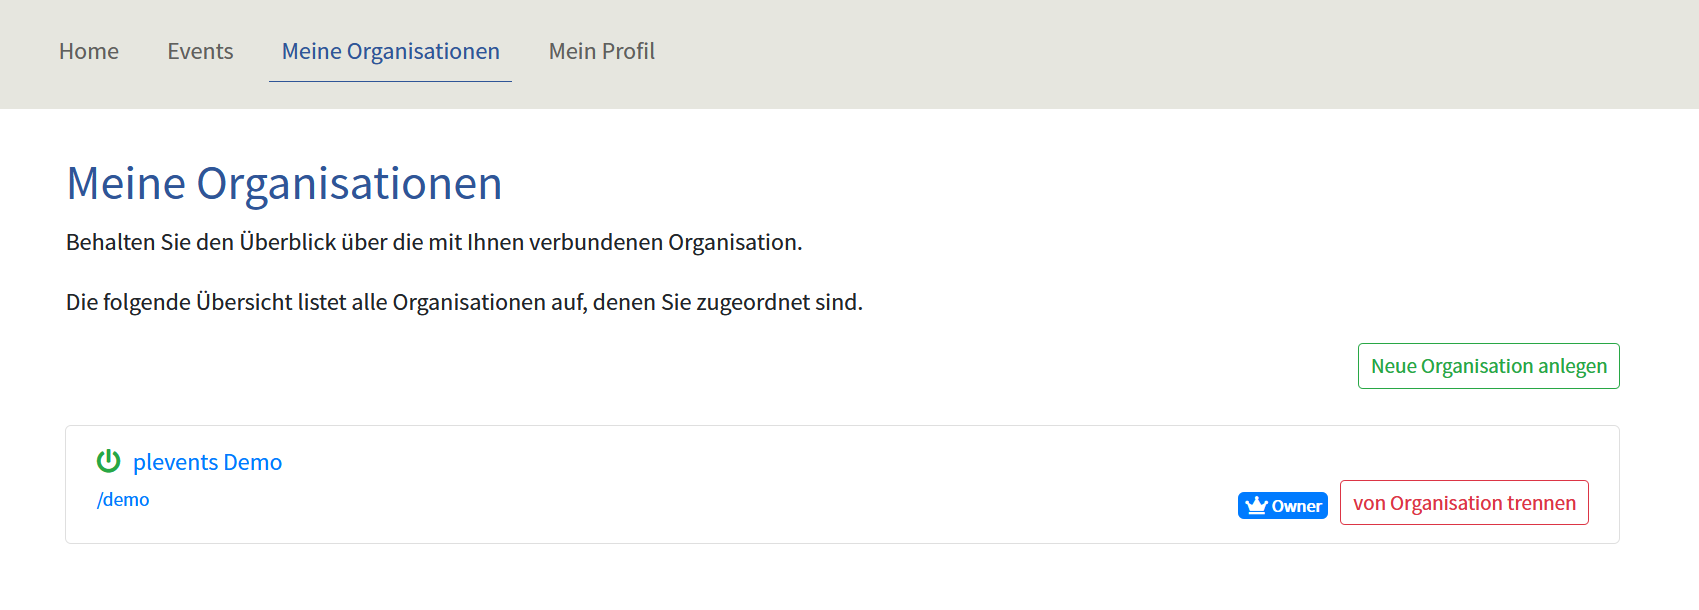 Home Events Meine Organisationen Mein Profil
Meine Organisationen
Behalten Sie den Überblick über die mit Ihnen verbundenen Organisation.
Die folgende Übersicht listet alle Organisationen auf, denen Sie zugeordnet sind.
Neue Organisation anlegen
plevents Demo
/demo
Owner von Organisation trennen